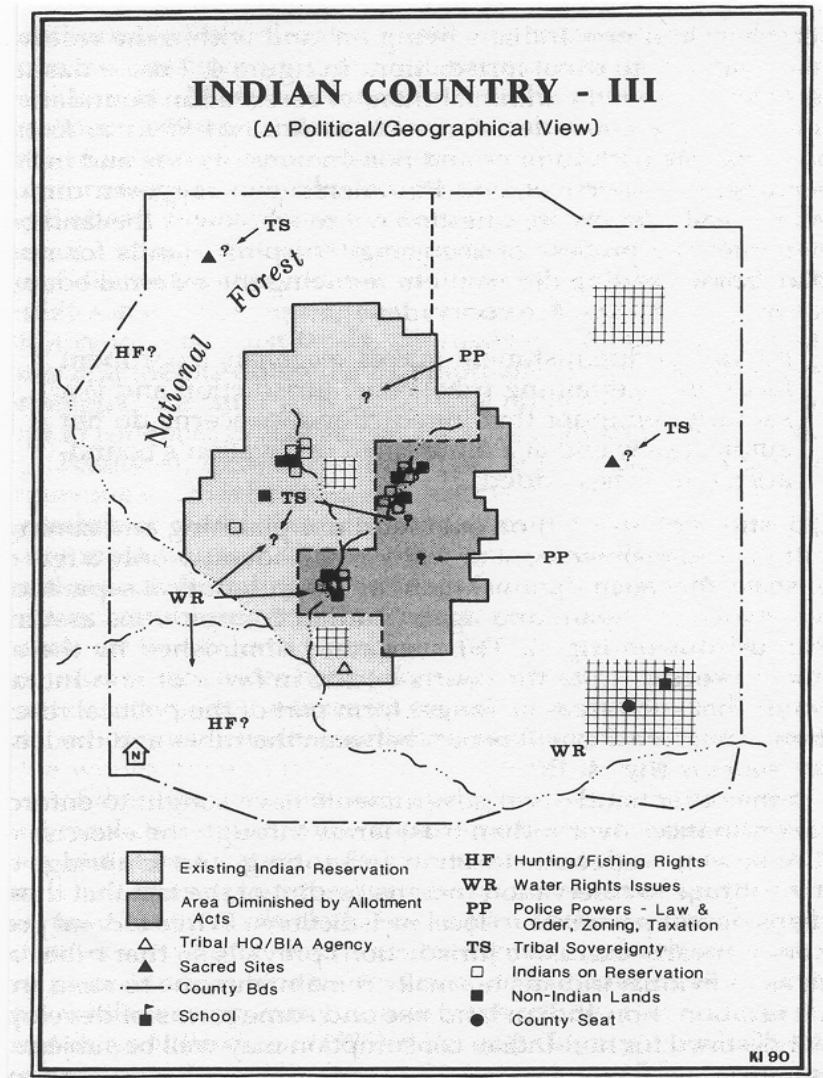 INDIAN COUNTRY - III
(A Political/Geographical View)
TS
?
National Forest
HF?
PP
?
TS
?
TS
?
PP
WR
HF?
WR
N
Existing Indian Reservation
Area Diminished by Allotment
Acts
Tribal HQ/BIA Agency
Sacred Sites
County Bds
Schools
HF Hunting/Fishing Rights
WR Water Rights Issues
PP Police Powers - Law &
Order, Zoning, Taxation
TS Tribal Sovereignty
Indians on Reservation
Non-Indian Lands
County Seat
KI 90